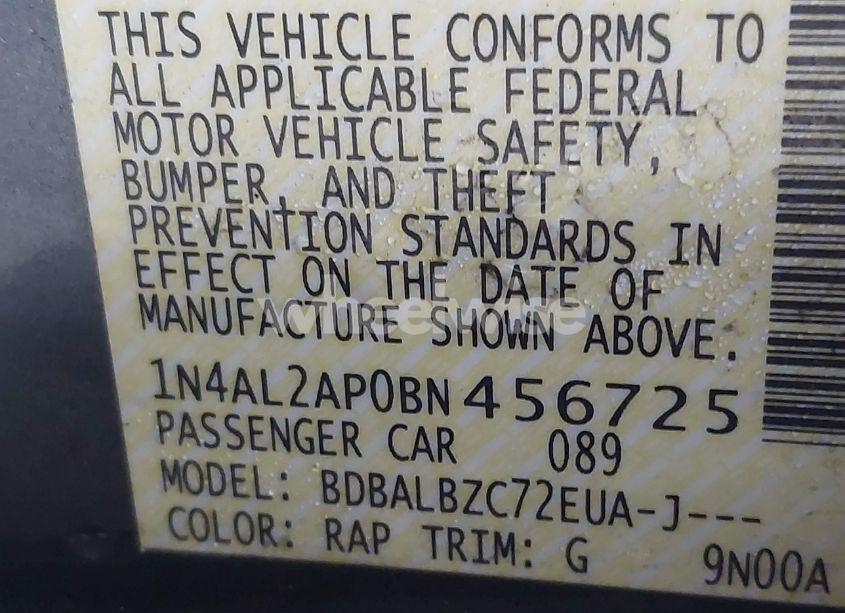 THIS VEHICLE CONFORMS TO
ALL APPLICABLE FEDERAL
MOTOR VEHICLE SAFETY,
BUMPER, AND THEFT
PREVENTION STANDARDS IN
EFFECT ON THE DATE OF
MANUFACTURE SHOWN ABOVE.
1N4AL2AP0BN456725
PASSENGER CAR 089
MODEL: BDBALBZC72EUA-J---
COLOR: RAP TRIM: G 9N00A